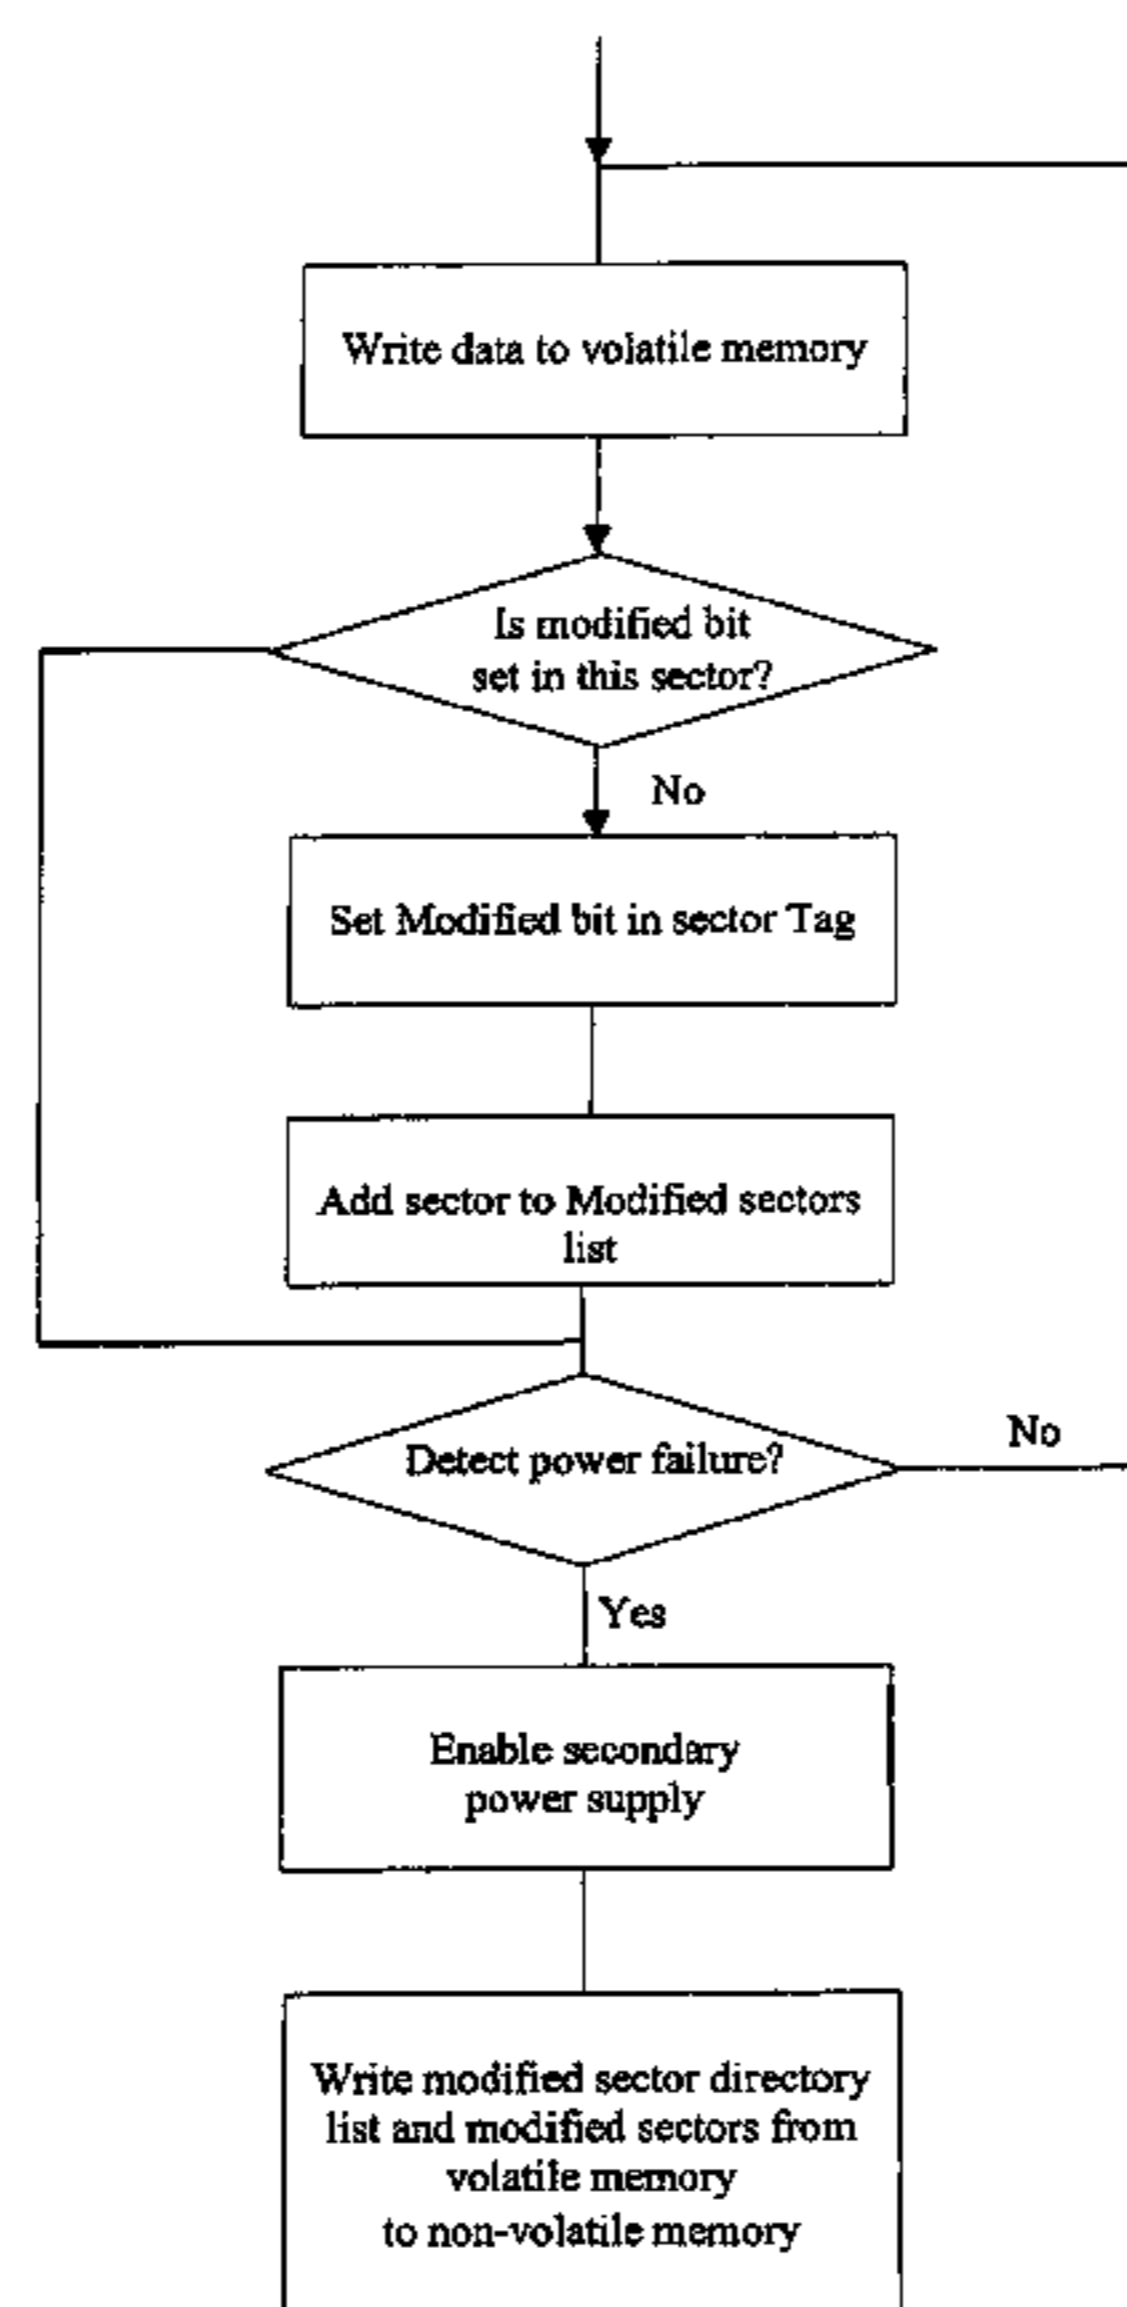 Write data to volatile memory
Is modified bit
set in this sector?
No
Set Modified bit in sector Tag
Add sector to Modified sectors
list
Detect power failure?
No
Yes
Enable secondary
power supply
Write modified sector directory
list and modified sectors from
volatile memory
to non-volatile memory